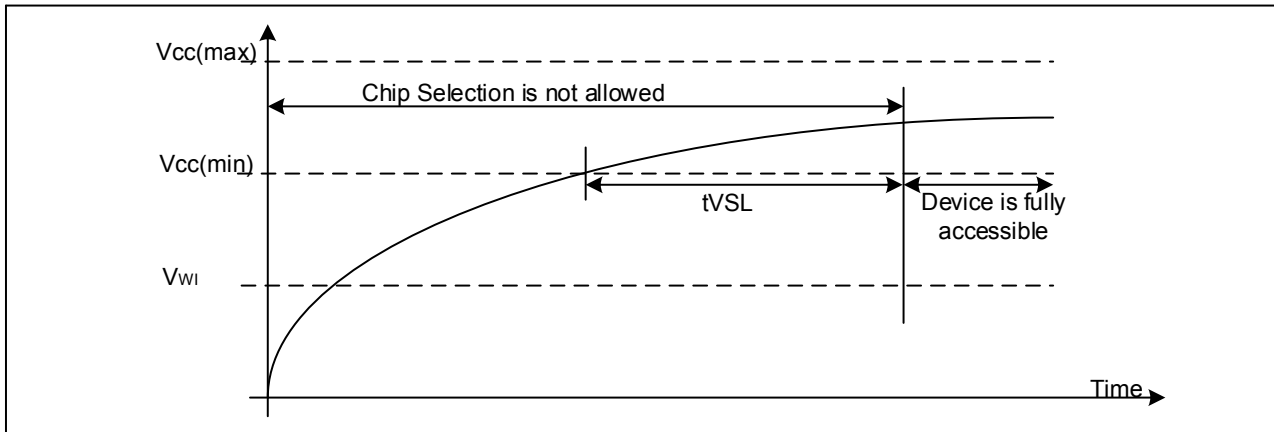 Vcc(max)
Chip Selection is not allowed
Vcc(min)
tVSL
Device is fully
accessible
VWI
Time